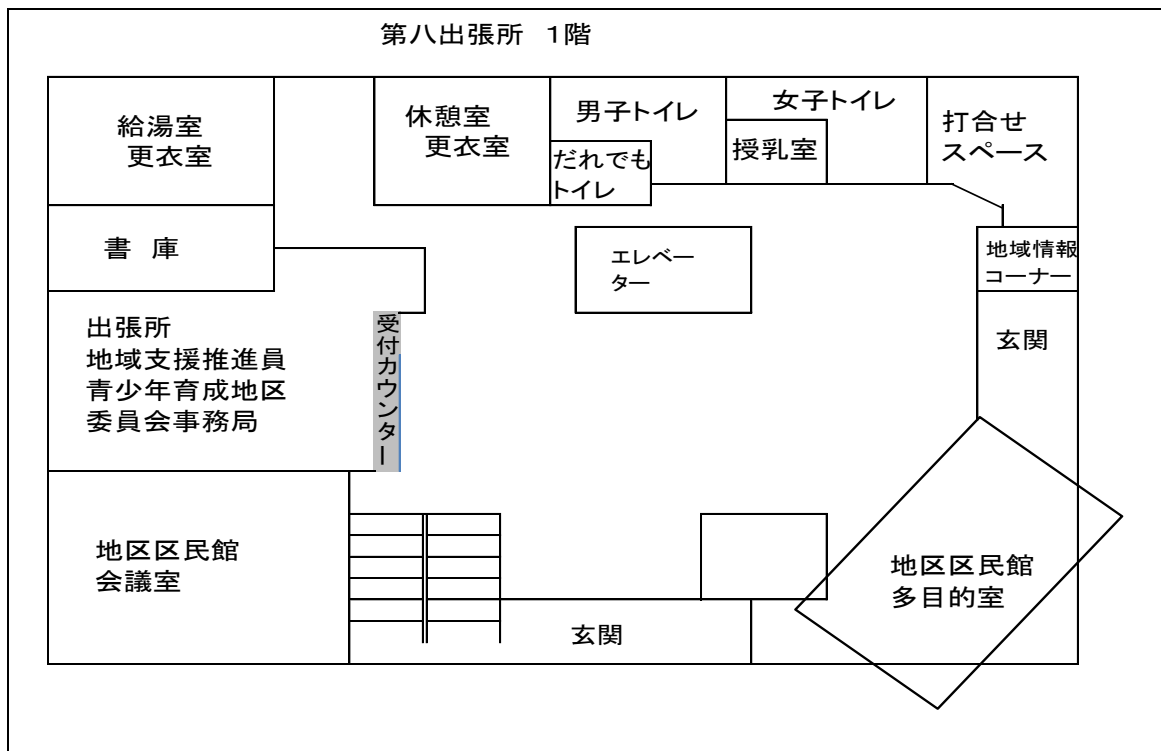 第八出張所 1階
給湯室
更衣室
休憩室
更衣室
男子トイレ
だれでも
トイレ
女子トイレ
授乳室
打合せ
スペース
書 庫
エレベー
ター
地域情報
コーナー
玄関
出張所
地域支援推進員
青少年育成地区
委員会事務局
受付カウンター
地区区民館
会議室
玄関
地区区民館
多目的室